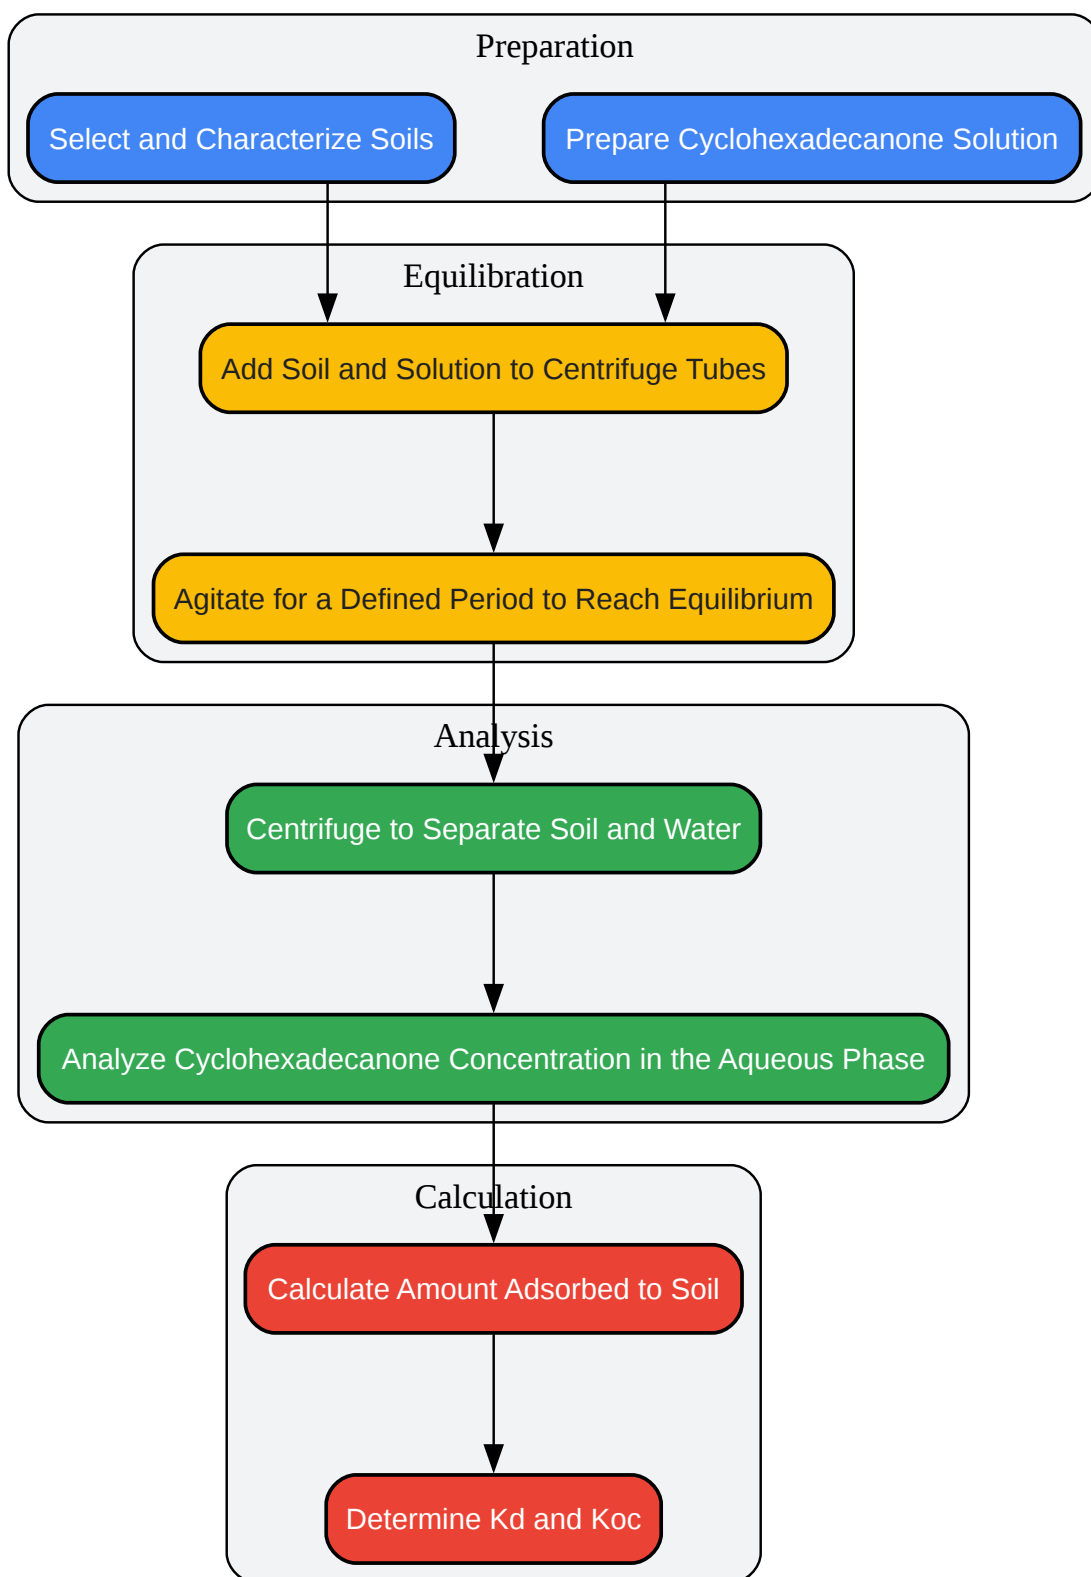 Preparation
Select and Characterize Soils
Prepare Cyclohexadecanone Solution
Equilibration
Add Soil and Solution to Centrifuge Tubes
Agitate for a Defined Period to Reach Equilibrium
Analysis
Centrifuge to Separate Soil and Water
Analyze Cyclohexadecanone Concentration in the Aqueous Phase
Calculation
Calculate Amount Adsorbed to Soil
Determine Kd and Koc